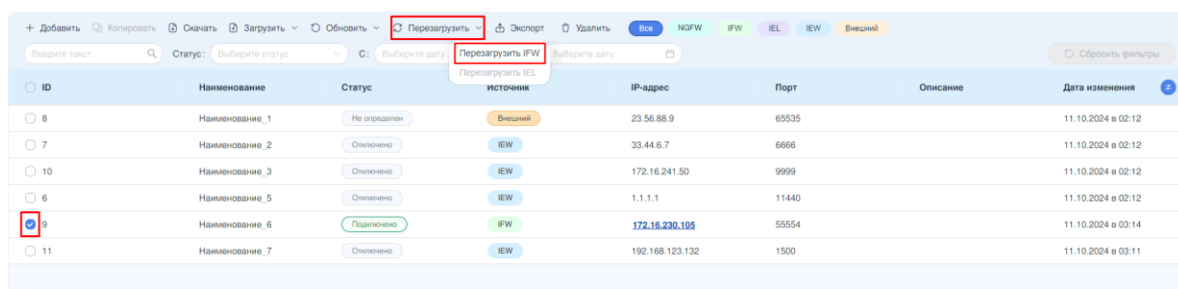 + Добавить Копировать Скачать Загрузить Обновить Перезагрузить Экспорт Удалить Все NGFW IFW IEL IEW Внешний
Введите текст Статус: Выберите статус С: Выберите дату Перезагрузить IFW Выберите дату Сбросить фильтры
Перезагрузить IEL
ID Наименование Статус Источник IP-адрес Порт Описание Дата изменения
8 Наименование_1 Не определен Внешний 23.56.88.9 65535 11.10.2024 в 02:12
7 Наименование_2 Отключено IEW 33.44.6.7 6666 11.10.2024 в 02:12
10 Наименование_3 Отключено IEW 172.16.241.50 9999 11.10.2024 в 02:12
6 Наименование_5 Отключено IEW 1.1.1.1 11440 11.10.2024 в 02:12
9 Наименование_6 Подключено IFW 172.16.230.105 55554 11.10.2024 в 03:14
11 Наименование_7 Отключено IEW 192.168.123.132 1500 11.10.2024 в 03:11